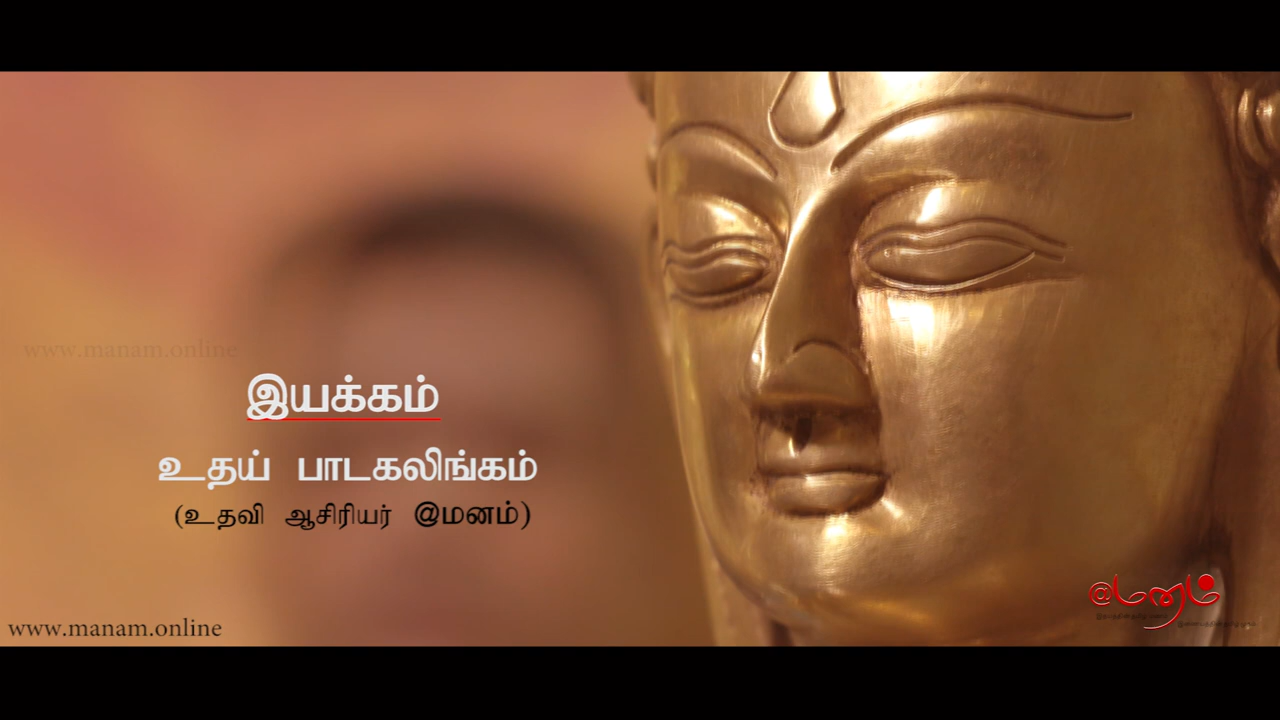 www.manam.online
இயக்கம்
உதய் பாடகலிங்கம்
(உதவி ஆசிரியர் @மனம்)
www.manam.online
@மனம்